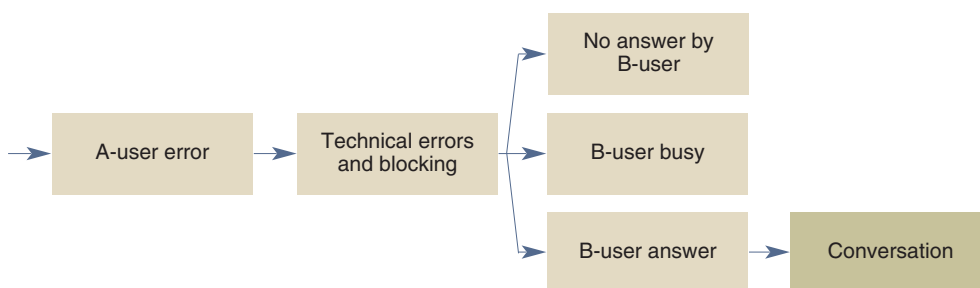 No answer by
B-user
A-user error
Technical errors
and blocking
B-user busy
B-user answer
Conversation